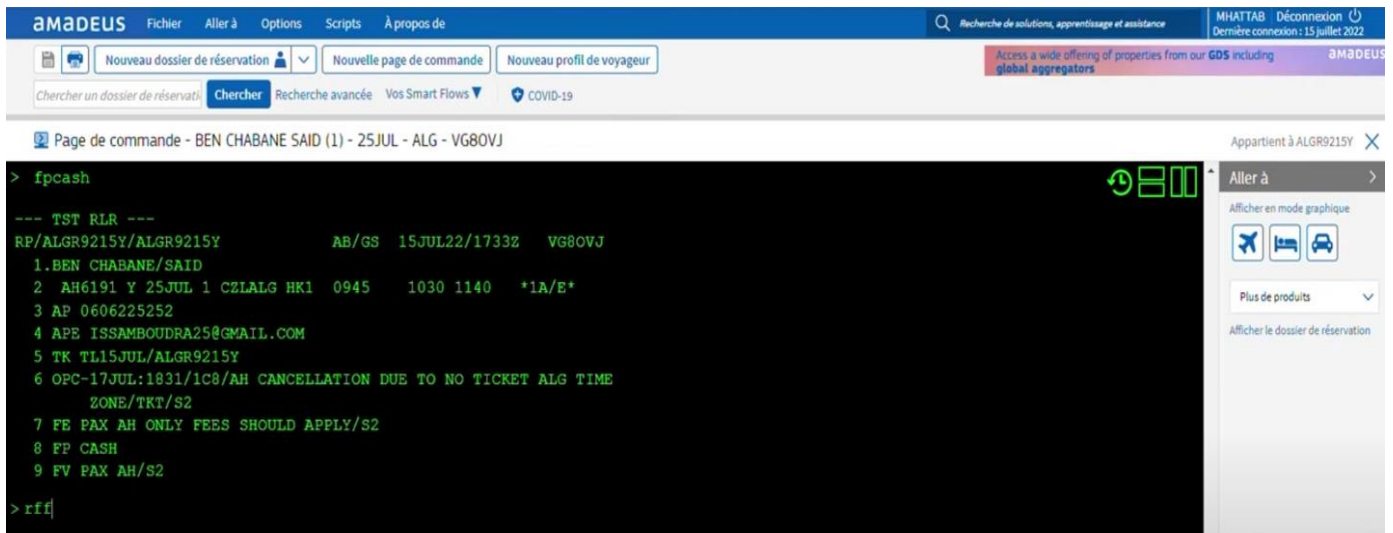 amadeus Fichier Aller à Options Scripts À propos de
Recherche de solutions, apprentissage et assistance
MHATTAB Déconnexion
Dernière connexion : 15 juillet 2022
Nouveau dossier de réservation Nouvelle page de commande Nouveau profil de voyageur
Access a wide offering of properties from our GDS including
global aggregators
amadeus
Chercher un dossier de réservati Chercher Recherche avancée Vos Smart Flows COVID-19
Page de commande - BEN CHABANE SAID (1) - 25JUL - ALG - VG8OVJ
Appartient à ALGR9215Y
> fpcash
--- TST RLR ---
RP/ALGR9215Y/ALGR9215Y AB/GS 15JUL22/1733Z VG8OVJ
1.BEN CHABANE/SAID
2 AH6191 Y 25JUL 1 CZLALG HK1 0945 1030 1140 *1A/E*
3 AP 0606225252
4 APE ISSAMBOUDRA25@GMAIL.COM
5 TK TL15JUL/ALGR9215Y
6 OPC-17JUL:1831/1C8/AH CANCELLATION DUE TO NO TICKET ALG TIME
ZONE/TKT/S2
7 FE PAX AH ONLY FEES SHOULD APPLY/S2
8 FP CASH
9 FV PAX AH/S2
>rff
Aller à
Afficher en mode graphique
Plus de produits
Afficher le dossier de réservation